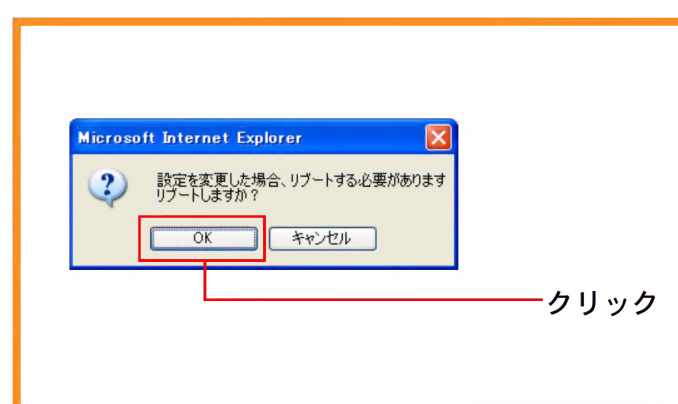 Microsoft Internet Explorer
設定を変更した場合、リブートする必要があります
リブートしますか？
OK キャンセル
クリック